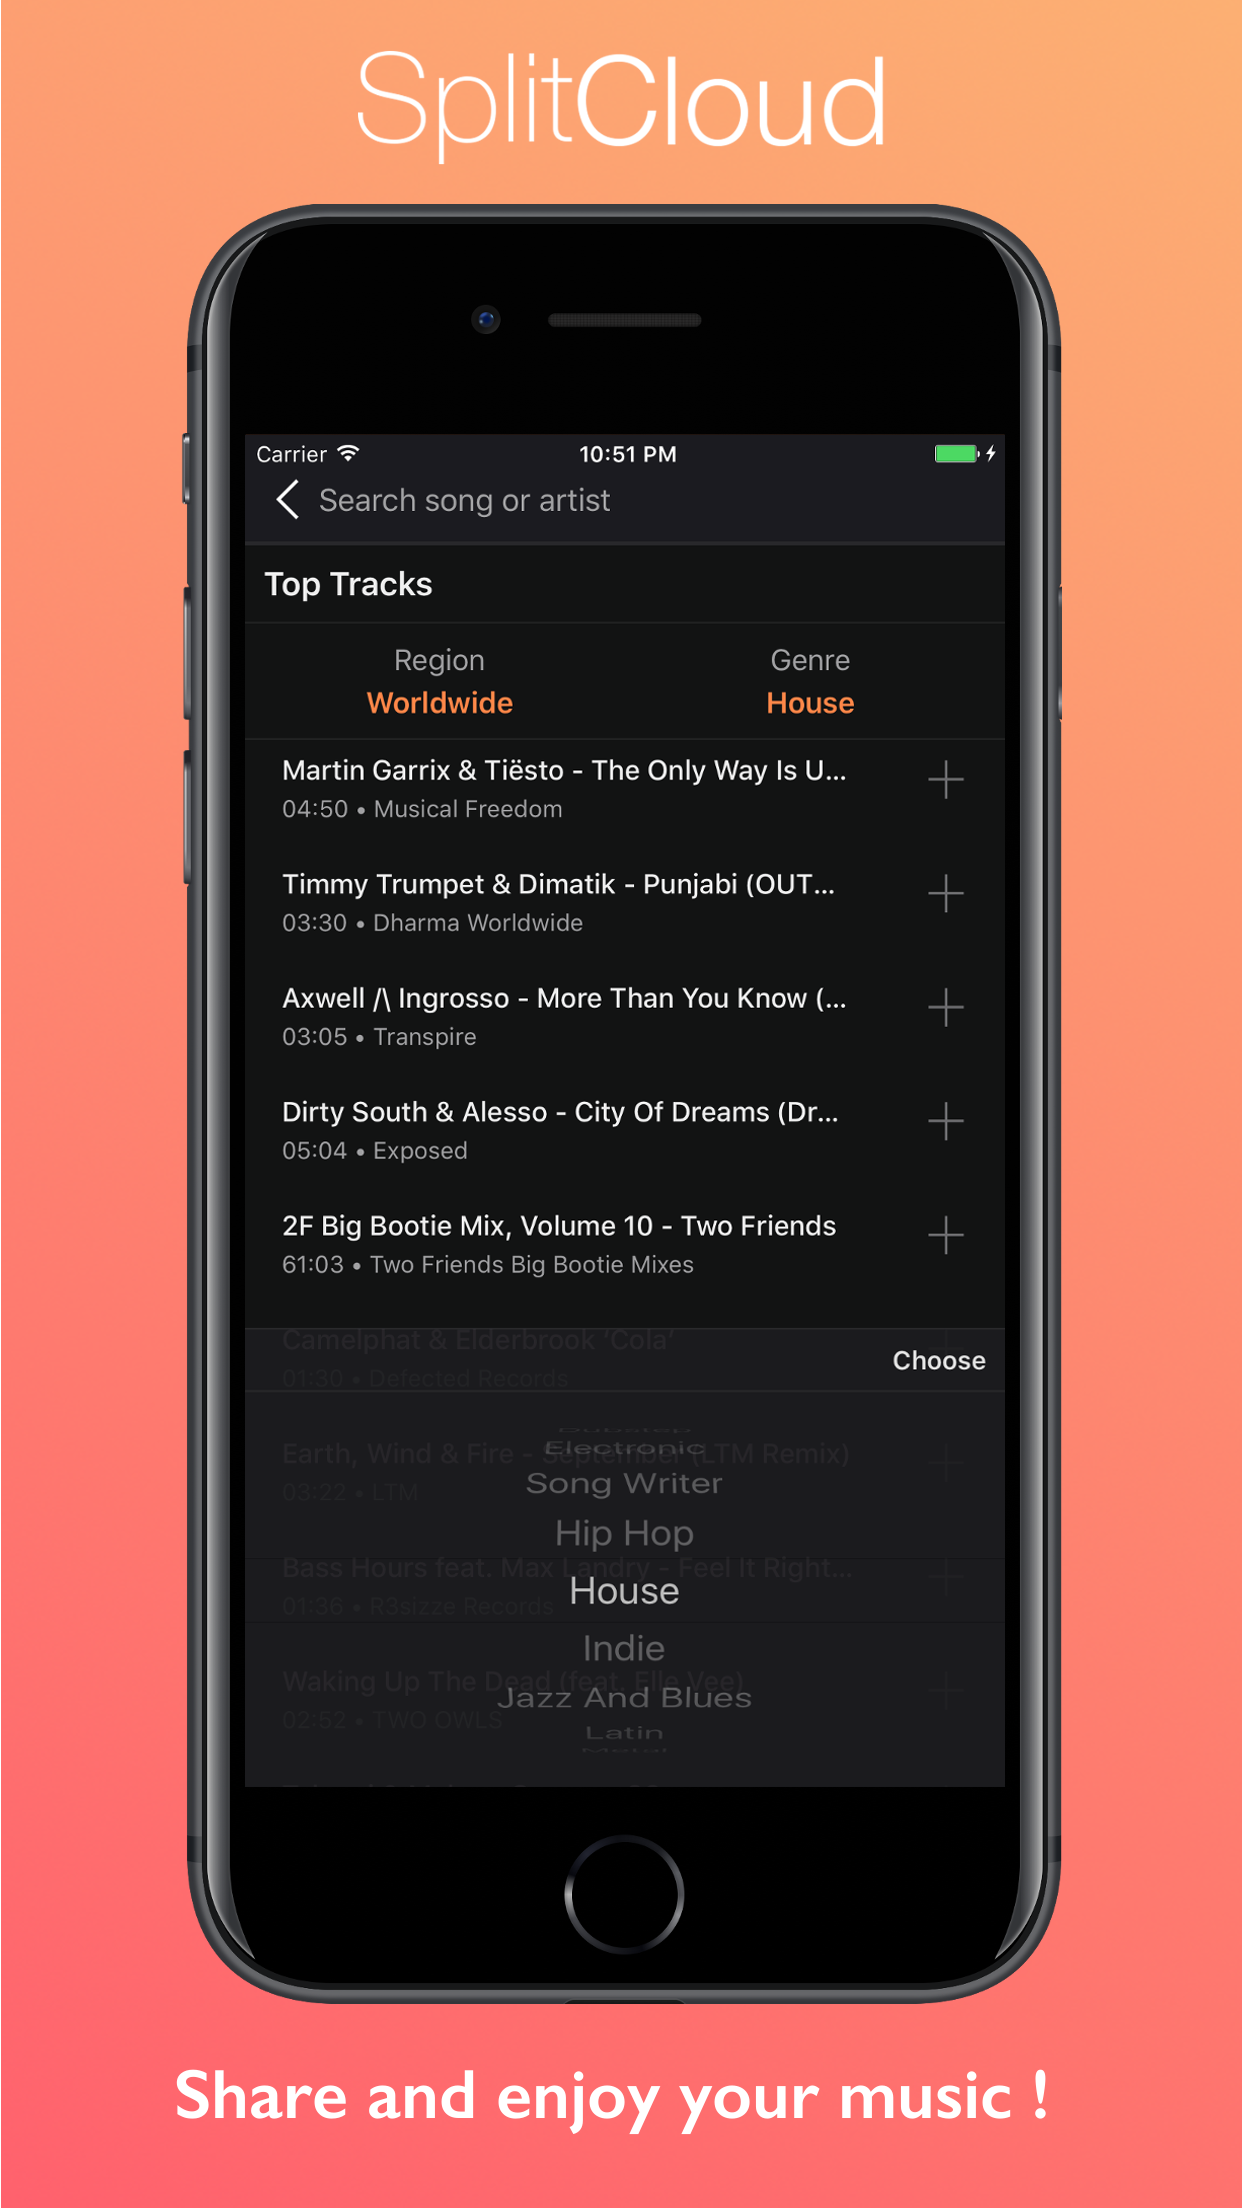 SplitCloud
Carrier 10:51 PM
Search song or artist
Top Tracks
Region Genre
Worldwide House
Martin Garrix & Tiësto - The Only Way Is U...
04:50 • Musical Freedom
Timmy Trumpet & Dimatik - Punjabi (OUT...
03:30 • Dharma Worldwide
Axwell /\ Ingrosso - More Than You Know (...
03:05 • Transpire
Dirty South & Alesso - City Of Dreams (Dr...
05:04 • Exposed
2F Big Bootie Mix, Volume 10 - Two Friends
61:03 • Two Friends Big Bootie Mixes
Camelphat & Elderbrook ‘Cola’
Choose
01:30 • Defected Records
Dubstep
Electronic
Earth, Wind & Fire - September (LTM Remix)
Song Writer
03:22 • LTM
Hip Hop
Bass Hours feat. Max Landry - Feel It Right...
House
01:36 • R3sizze Records
Indie
Waking Up The Dead (feat. Elle Vee)
Jazz And Blues
02:52 • TWO OWLS
Latin
Metal
Share and enjoy your music !